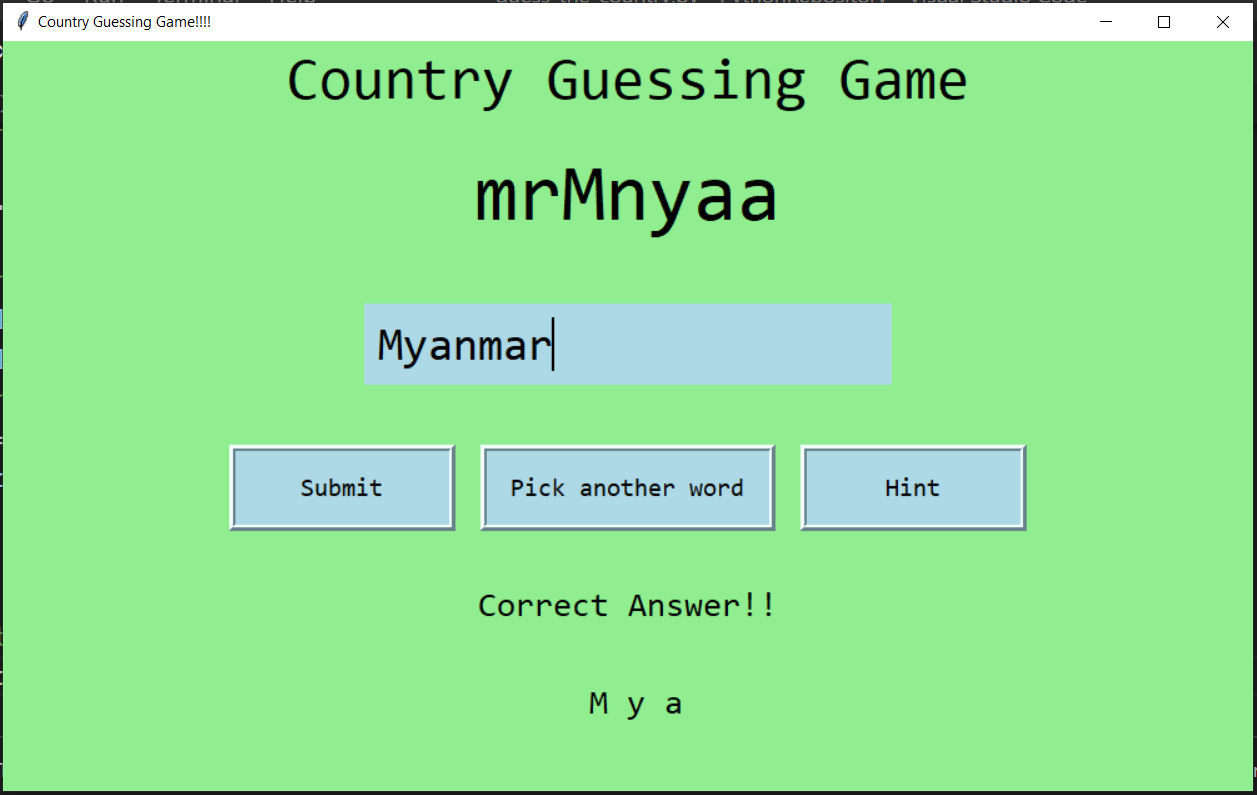 Country Guessing Game!!!!
Country Guessing Game
mrMnyaa
Myanmar
Submit
Pick another word
Hint
Correct Answer!!
M y a